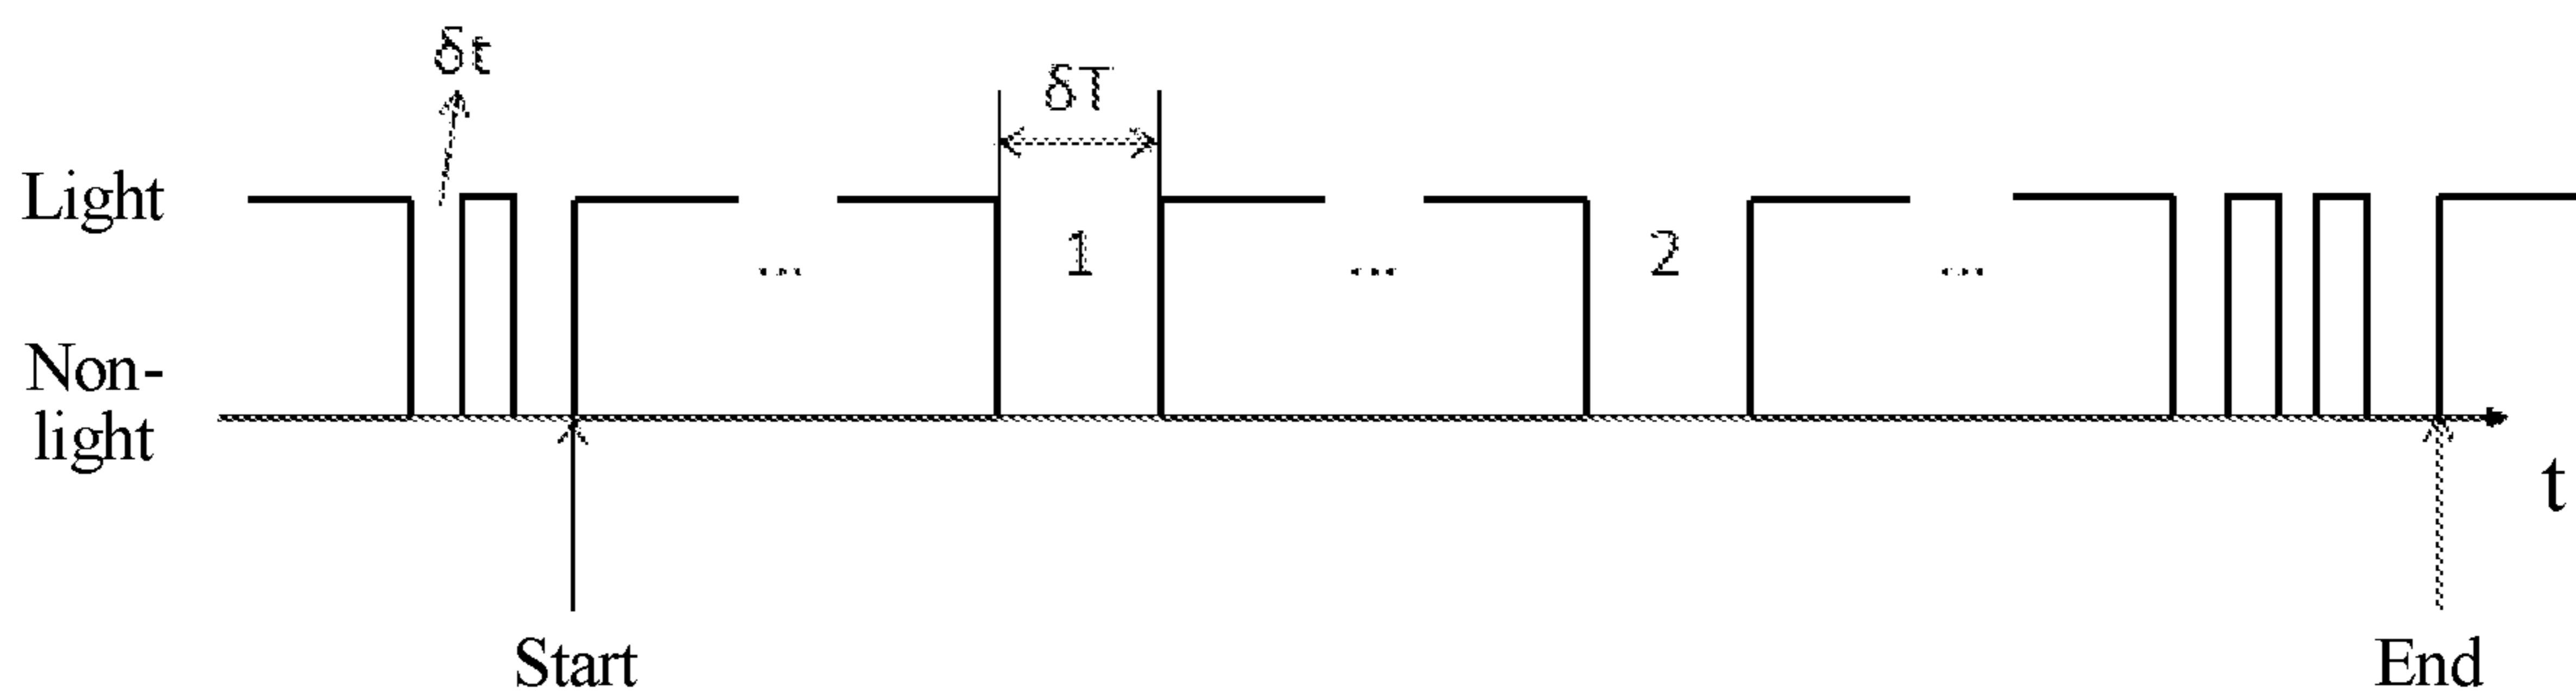 δt
δT
Light
1
2
...
...
...
Non-
light
t
Start
End